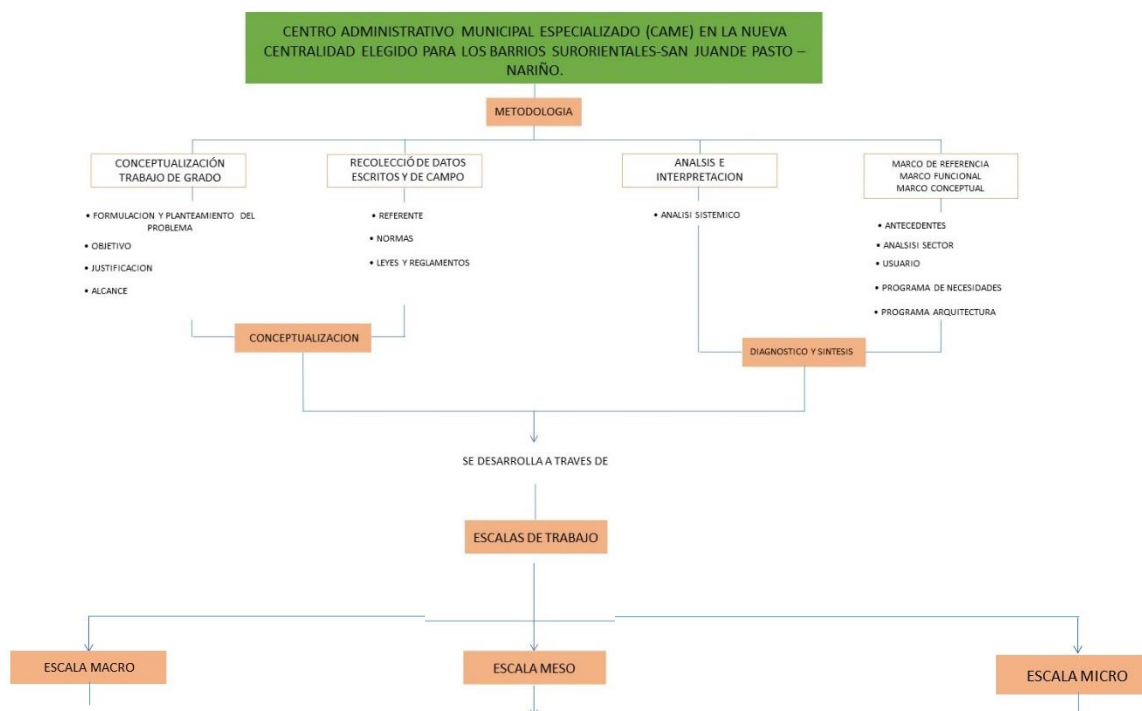 CENTRO ADMINISTRATIVO MUNICIPAL ESPECIALIZADO (CAME) EN LA NUEVA
CENTRALIDAD ELEGIDO PARA LOS BARRIOS SURORIENTALES-SAN JUANDE PASTO –
NARIÑO.
METODOLOGIA
CONCEPTUALIZACIÓN
TRABAJO DE GRADO
• FORMULACION Y PLANTEAMIENTO DEL
PROBLEMA
• OBJETIVO
• JUSTIFICACION
• ALCANCE
RECOLECCIÓ DE DATOS
ESCRITOS Y DE CAMPO
• REFERENTE
• NORMAS
• LEYES Y REGLAMENTOS
CONCEPTUALIZACION
ANALSIS E
INTERPRETACION
• ANALISI SISTEMICO
MARCO DE REFERENCIA
MARCO FUNCIONAL
MARCO CONCEPTUAL
• ANTECEDENTES
• ANALSISI SECTOR
• USUARIO
• PROGRAMA DE NECESIDADES
• PROGRAMA ARQUITECTURA
DIAGNOSTICO Y SINTESIS
SE DESARROLLA A TRAVES DE
ESCALAS DE TRABAJO
ESCALA MACRO
ESCALA MESO
ESCALA MICRO